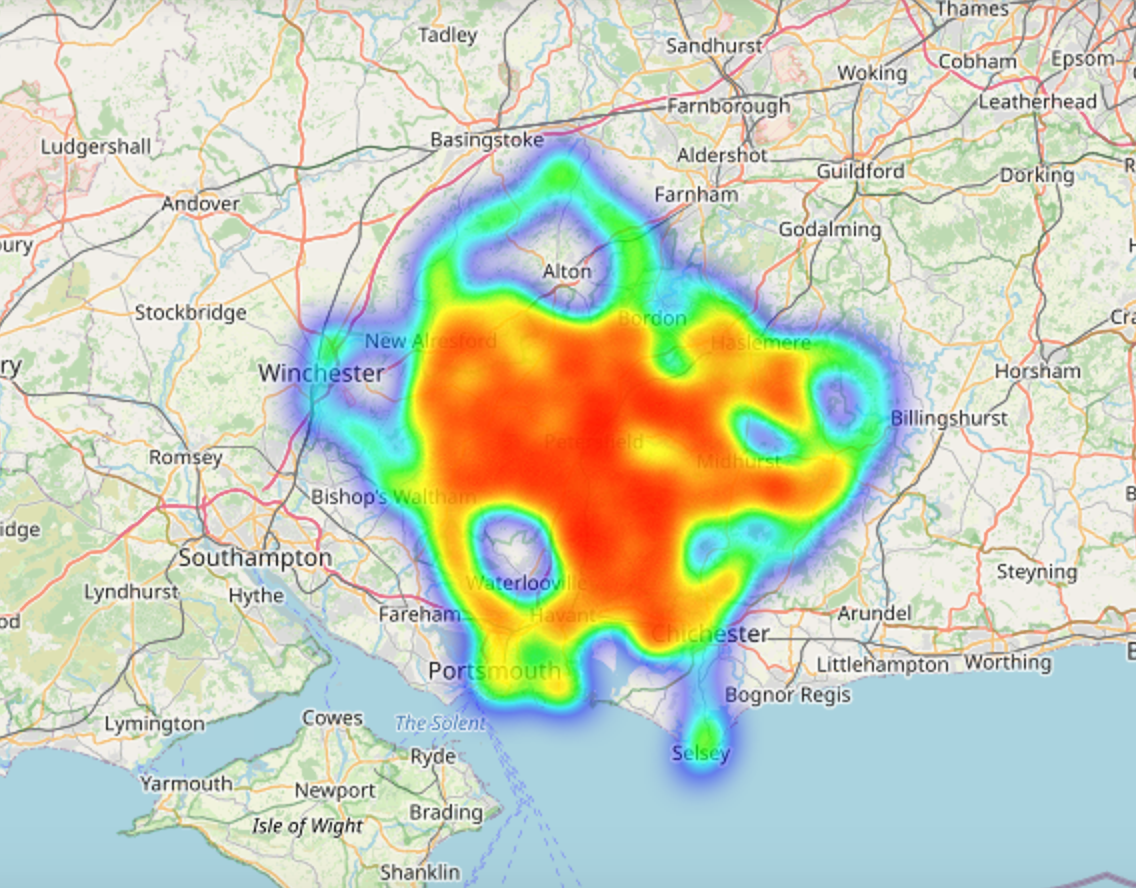 Thames
Tadley
Sandhurst
Cobham
Epsom
Woking
Farnborough
Leatherhead
Basingstoke
Ludgershall
Aldershot
Guildford
Dorking
R
Andover
Farnham
Godalming
bury
H
Alton
Stockbridge
Bordon
Cra
New Alresford
Haslemere
ry
Winchester
Horsham
Billingshurst
Petersfield
Romsey
Midhurst
Bishop's Waltham
B
idge
Southampton
Steyning
Waterlooville
Lyndhurst
Hythe
Fareham
Havant
Arundel
od
Chichester
B
Portsmouth
Littlehampton
Worthing
Bognor Regis
Lymington
Cowes
The Solent
Selsey
Ryde
Yarmouth
Newport
Brading
Isle of Wight
Shanklin